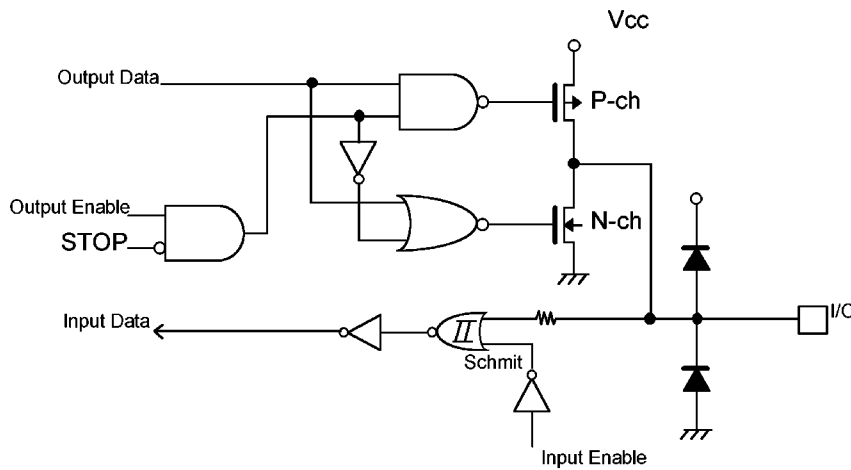 Vcc
Output Data
P-ch
Output Enable
N-ch
STOP
I/O
Input Data
Schmit
Input Enable